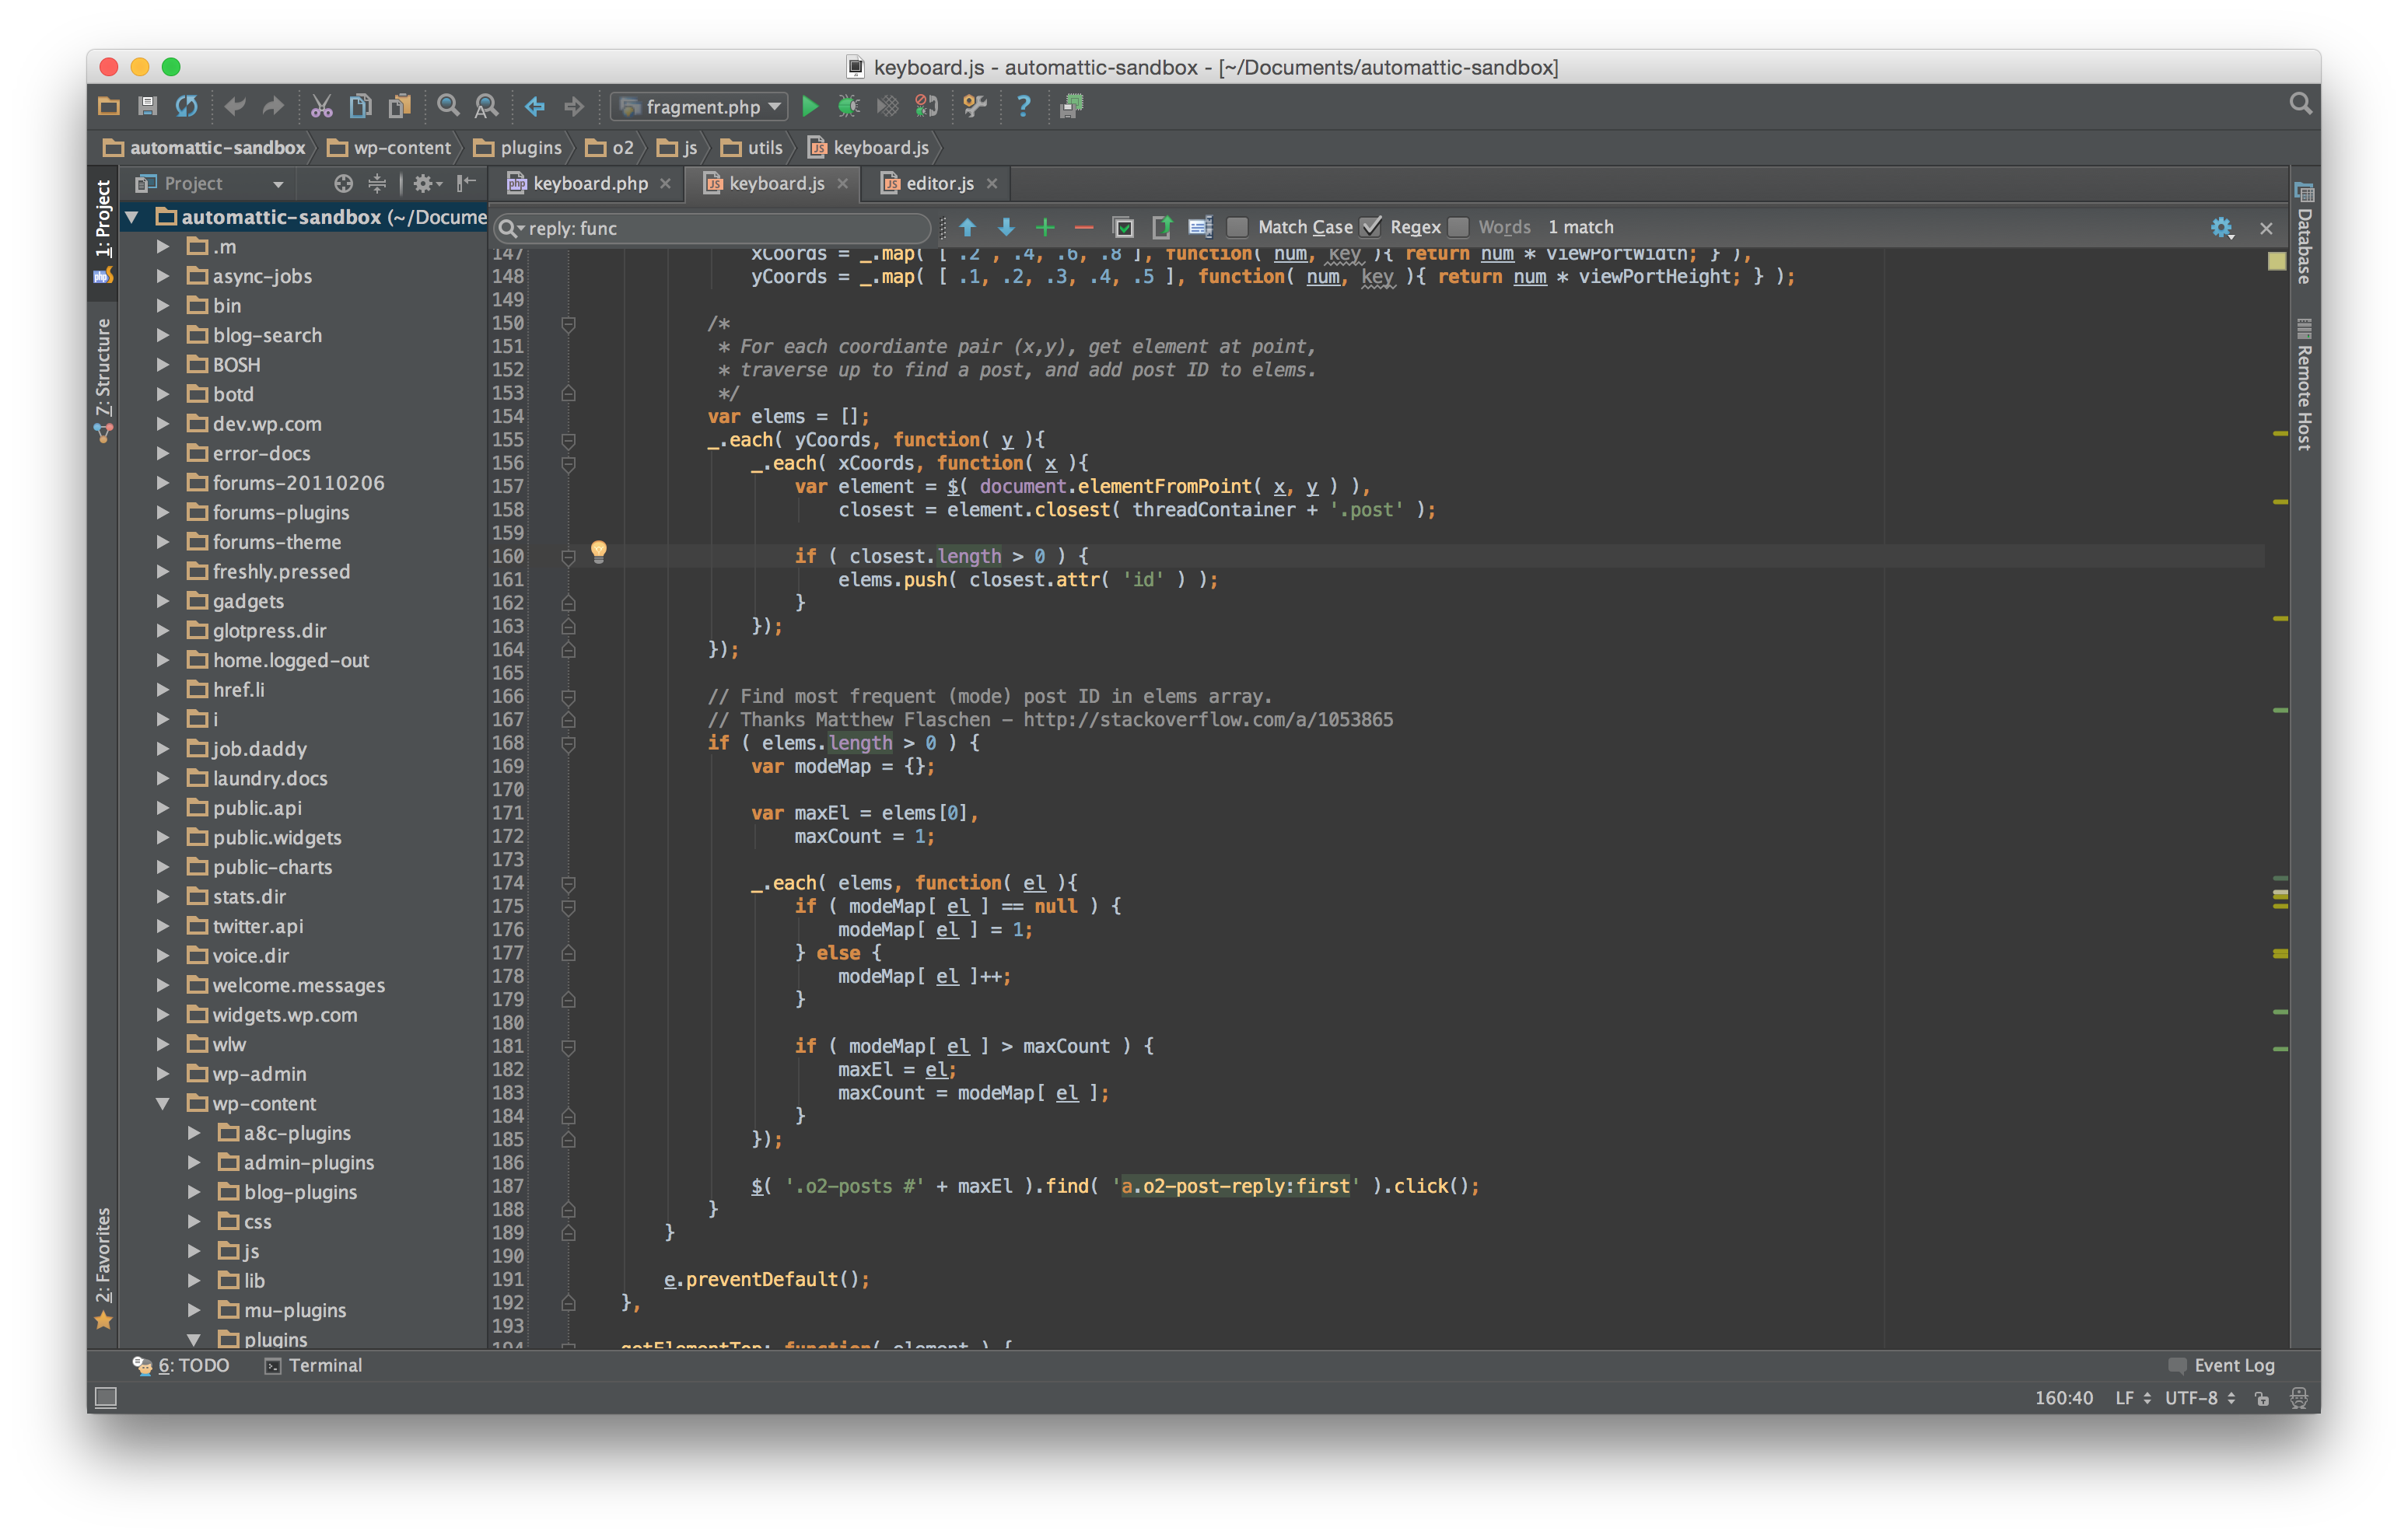 keyboard.js - automattic-sandbox - [~/Documents/automattic-sandbox]
fragment.php
automattic-sandbox wp-content plugins o2 js utils keyboard.js
Project keyboard.php keyboard.js editor.js
reply: func Match Case Regex Words 1 match
1: Project
7: Structure
2: Favorites
automattic-sandbox (~/Docume
.m
async-jobs
bin
blog-search
BOSH
botd
dev.wp.com
error-docs
forums-20110206
forums-plugins
forums-theme
freshly.pressed
gadgets
glotpress.dir
home.logged-out
href.li
i
job.daddy
laundry.docs
public.api
public.widgets
public-charts
stats.dir
twitter.api
voice.dir
welcome.messages
widgets.wp.com
wlw
wp-admin
wp-content
a8c-plugins
admin-plugins
blog-plugins
css
js
lib
mu-plugins
plugins
147 xCoords = _.map( [ .2 , .4, .6, .8 ], function( num, key ){ return num * viewPortWidth; } ),
148 yCoords = _.map( [ .1, .2, .3, .4, .5 ], function( num, key ){ return num * viewPortHeight; } );
149
150 /*
151 * For each coordiante pair (x,y), get element at point,
152 * traverse up to find a post, and add post ID to elems.
153 */
154 var elems = [];
155 _.each( yCoords, function( y ){
156 _.each( xCoords, function( x ){
157 var element = $( document.elementFromPoint( x, y ) ),
158 closest = element.closest( threadContainer + '.post' );
159
160 if ( closest.length > 0 ) {
161 elems.push( closest.attr( 'id' ) );
162 }
163 });
164 });
165
166 // Find most frequent (mode) post ID in elems array.
167 // Thanks Matthew Flaschen - http://stackoverflow.com/a/1053865
168 if ( elems.length > 0 ) {
169 var modeMap = {};
170
171 var maxEl = elems[0],
172 maxCount = 1;
173
174 _.each( elems, function( el ){
175 if ( modeMap[ el ] == null ) {
176 modeMap[ el ] = 1;
177 } else {
178 modeMap[ el ]++;
179 }
180
181 if ( modeMap[ el ] > maxCount ) {
182 maxEl = el;
183 maxCount = modeMap[ el ];
184 }
185 });
186
187 $( '.o2-posts #' + maxEl ).find( 'a.o2-post-reply:first' ).click();
188 }
189 }
190
191 e.preventDefault();
192 },
193
194 getElementTop: function( element ) {
Database
Remote Host
6: TODO Terminal Event Log
160:40 LF UTF-8